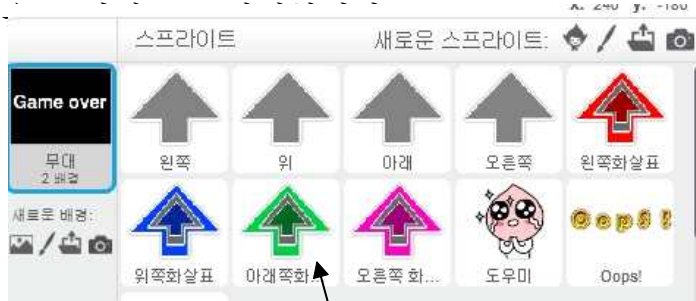 x: 240 y: -180
스프라이트 새로운 스프라이트:
Game over
무대
2 배경
왼쪽
위
아래
오른쪽
왼쪽화살표
새로운 배경:
위쪽화살표
아래쪽화...
오른쪽 화...
도우미
Oops!
Oops!